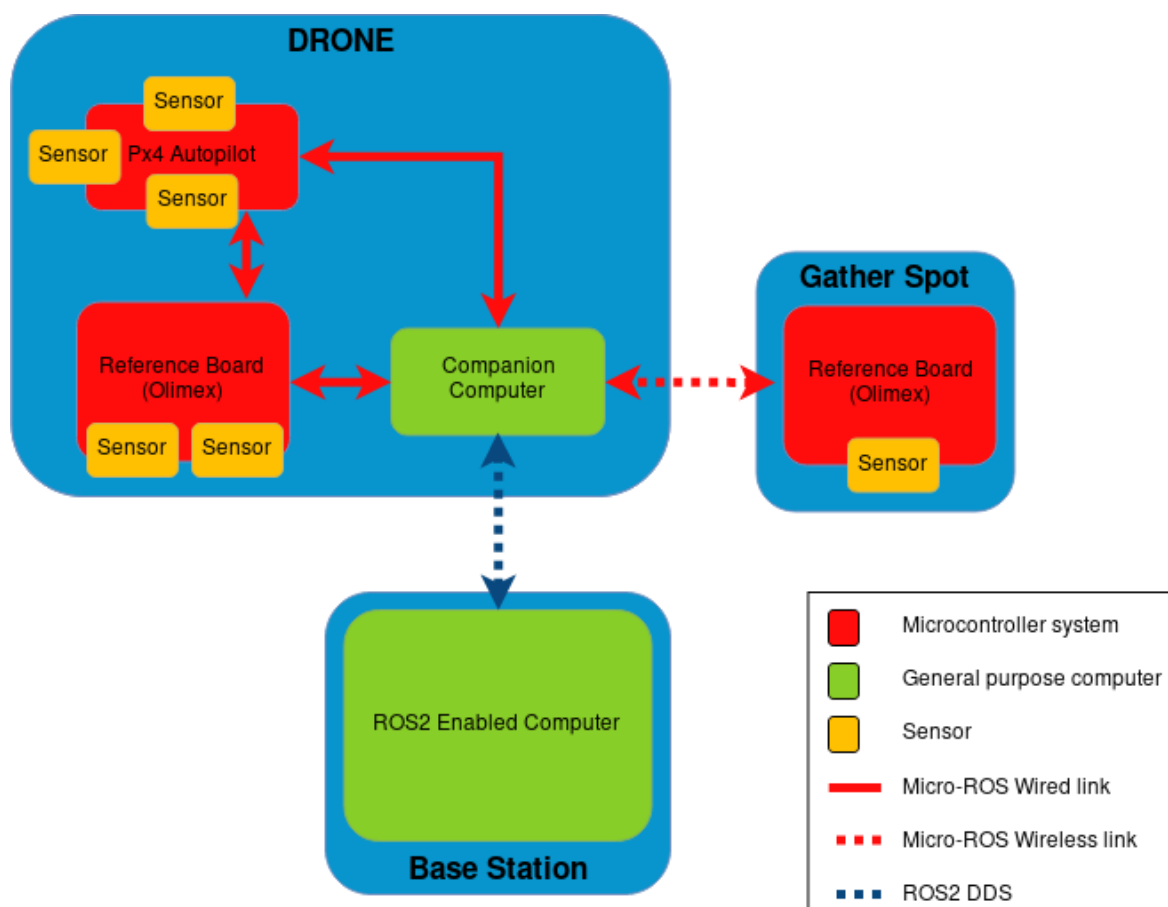 DRONE
Sensor
Sensor
Px4 Autopilot
Sensor
Reference Board
(Olimex)
Sensor
Sensor
Companion
Computer
Gather Spot
Reference Board
(Olimex)
Sensor
ROS2 Enabled Computer
Base Station
Microcontroller system
General purpose computer
Sensor
Micro-ROS Wired link
Micro-ROS Wireless link
ROS2 DDS